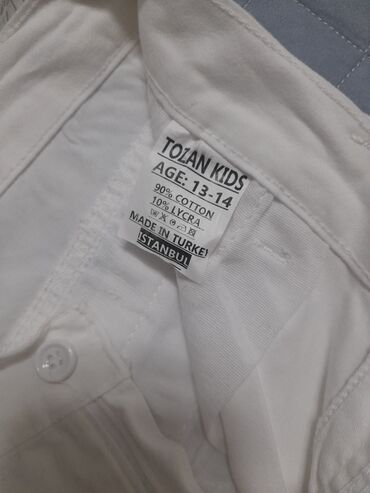 TOZAN KIDS
AGE: 13-14
90% COTTON
10% LYCRA
MADE IN TURKEY
ISTANBUL